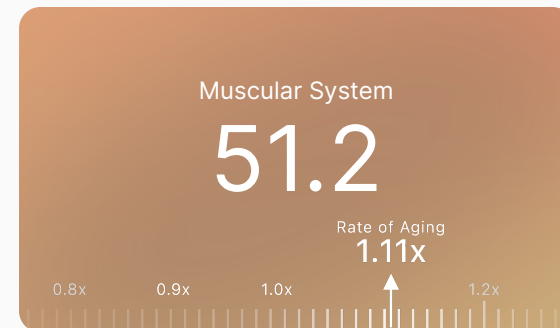 Muscular System
51.2
Rate of Aging
1.11x
0.8x 0.9x 1.0x 1.2x